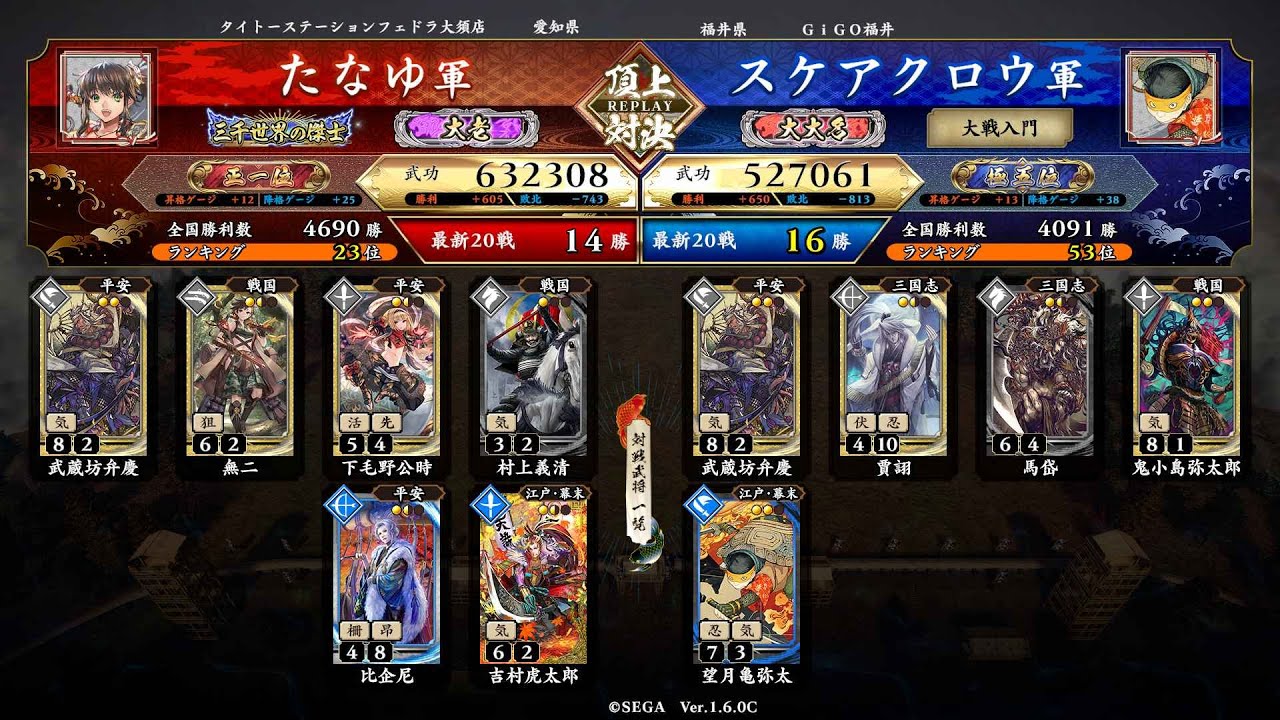 タイトーステーションフェドラ大須店 愛知県
福井県 GiGO福井
たなゆ軍
頂上
REPLAY
対決
スケアクロウ軍
三千世界の傑士
大老
大大名
大戦入門
正一位
昇格ゲージ +12 降格ゲージ +25
武功 632308
勝利 +605 敗北 -743
武功 527061
勝利 +650 敗北 -813
極五位
昇格ゲージ +13 降格ゲージ +38
全国勝利数 4690 勝
ランキング 23位
最新20戦 14 勝
最新20戦 16 勝
全国勝利数 4091 勝
ランキング 53位
平安
気
8 2
武蔵坊弁慶
戦国
狙
6 2
無二
平安
活 先
5 4
下毛野公時
戦国
気
3 2
村上義清
平安
気
8 2
武蔵坊弁慶
三国志
伏 忍
4 10
賈詡
三国志
6 4
馬岱
戦国
気
8 1
鬼小島弥太郎
対戦武将一覧
平安
柵 昂
4 8
比企尼
江戸・幕末
気
6 2
吉村虎太郎
江戸・幕末
忍 気
7 3
望月亀弥太
©SEGA Ver.1.6.0C